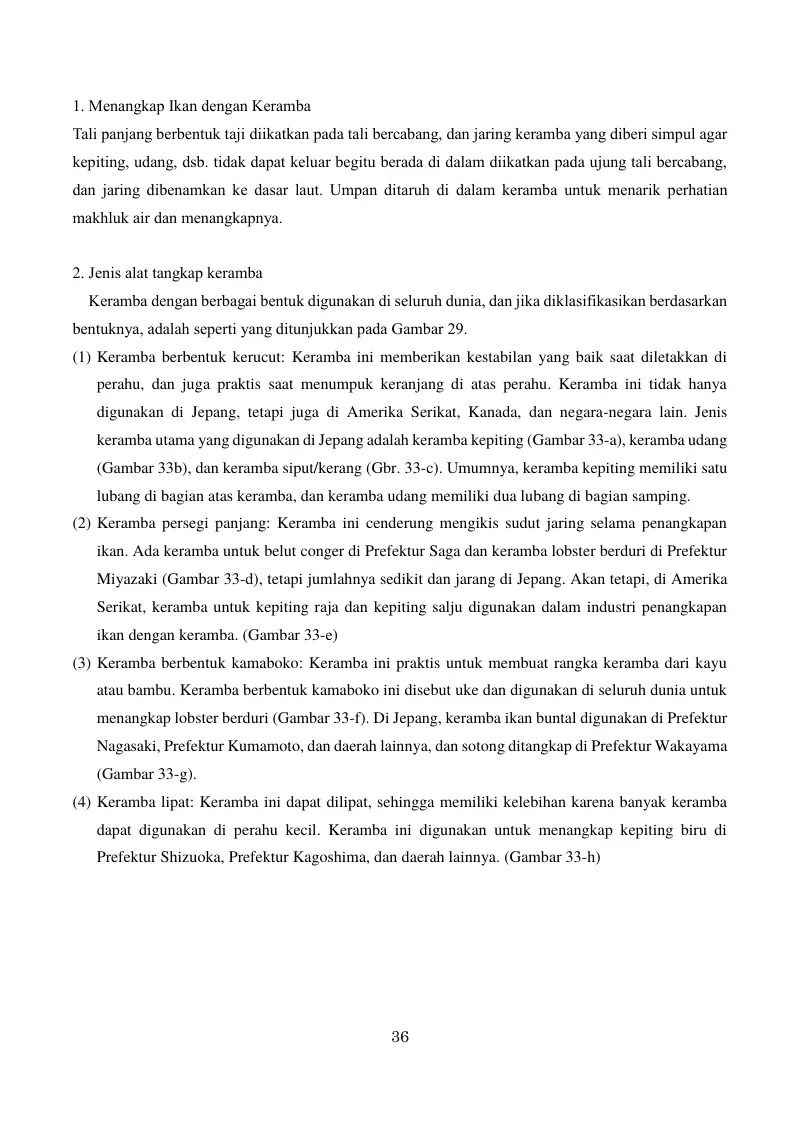 1. Menangkap Ikan dengan Keramba
Tali panjang berbentuk taji diikatkan pada tali bercabang, dan jaring keramba yang diberi simpul agar
kepiting, udang, dsb. tidak dapat keluar begitu berada di dalam diikatkan pada ujung tali bercabang,
dan jaring dibenamkan ke dasar laut. Umpan ditaruh di dalam keramba untuk menarik perhatian
makhluk air dan menangkapnya.
2. Jenis alat tangkap keramba
Keramba dengan berbagai bentuk digunakan di seluruh dunia, dan jika diklasifikasikan berdasarkan
bentuknya, adalah seperti yang ditunjukkan pada Gambar 29.
(1) Keramba berbentuk kerucut: Keramba ini memberikan kestabilan yang baik saat diletakkan di
perahu, dan juga praktis saat menumpuk keranjang di atas perahu. Keramba ini tidak hanya
digunakan di Jepang, tetapi juga di Amerika Serikat, Kanada, dan negara-negara lain. Jenis
keramba utama yang digunakan di Jepang adalah keramba kepiting (Gambar 33-a), keramba udang
(Gambar 33b), dan keramba siput/kerang (Gbr. 33-c). Umumnya, keramba kepiting memiliki satu
lubang di bagian atas keramba, dan keramba udang memiliki dua lubang di bagian samping.
(2) Keramba persegi panjang: Keramba ini cenderung mengikis sudut jaring selama penangkapan
ikan. Ada keramba untuk belut conger di Prefektur Saga dan keramba lobster berduri di Prefektur
Miyazaki (Gambar 33-d), tetapi jumlahnya sedikit dan jarang di Jepang. Akan tetapi, di Amerika
Serikat, keramba untuk kepiting raja dan kepiting salju digunakan dalam industri penangkapan
ikan dengan keramba. (Gambar 33-e)
(3) Keramba berbentuk kamaboko: Keramba ini praktis untuk membuat rangka keramba dari kayu
atau bambu. Keramba berbentuk kamaboko ini disebut uke dan digunakan di seluruh dunia untuk
menangkap lobster berduri (Gambar 33-f). Di Jepang, keramba ikan buntal digunakan di Prefektur
Nagasaki, Prefektur Kumamoto, dan daerah lainnya, dan sotong ditangkap di Prefektur Wakayama
(Gambar 33-g).
(4) Keramba lipat: Keramba ini dapat dilipat, sehingga memiliki kelebihan karena banyak keramba
dapat digunakan di perahu kecil. Keramba ini digunakan untuk menangkap kepiting biru di
Prefektur Shizuoka, Prefektur Kagoshima, dan daerah lainnya. (Gambar 33-h)
36